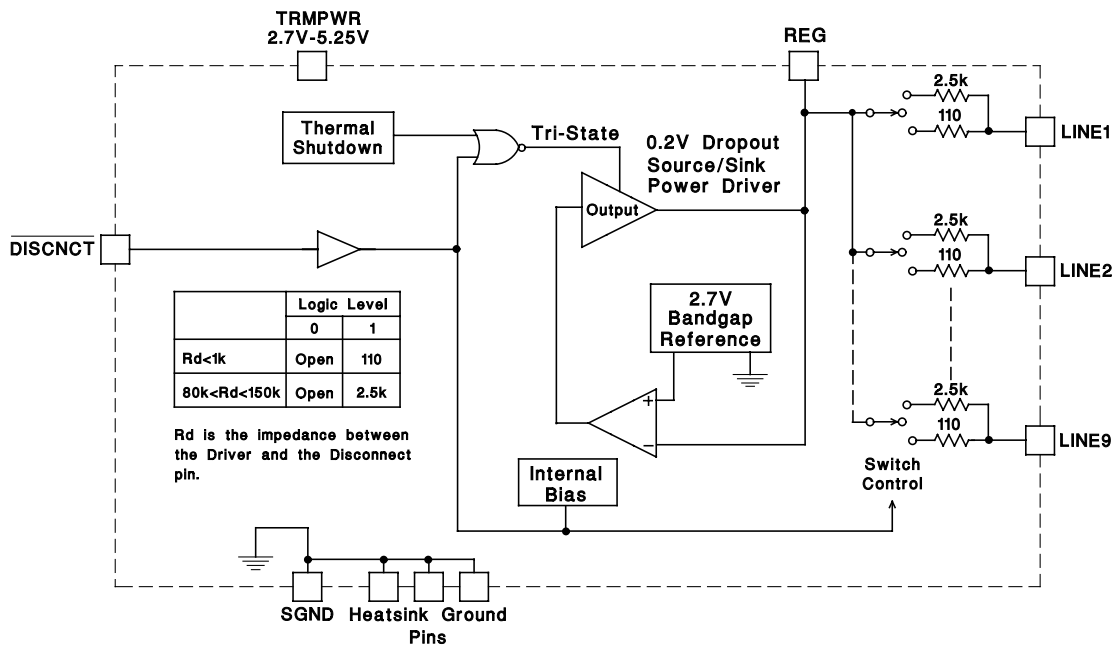 TRMPWR
2.7V-5.25V
REG
2.5k
110
LINE1
Thermal
Shutdown
Tri-State
0.2V Dropout
Source/Sink
Power Driver
Output
DISCNCT
2.5k
110
LINE2
Logic Level
0 1
Rd<1k Open 110
80k<Rd<150k Open 2.5k
Rd is the impedance between
the Driver and the Disconnect
pin.
2.7V
Bandgap
Reference
+
−
2.5k
110
LINE9
Switch
Control
Internal
Bias
SGND Heatsink Ground
Pins